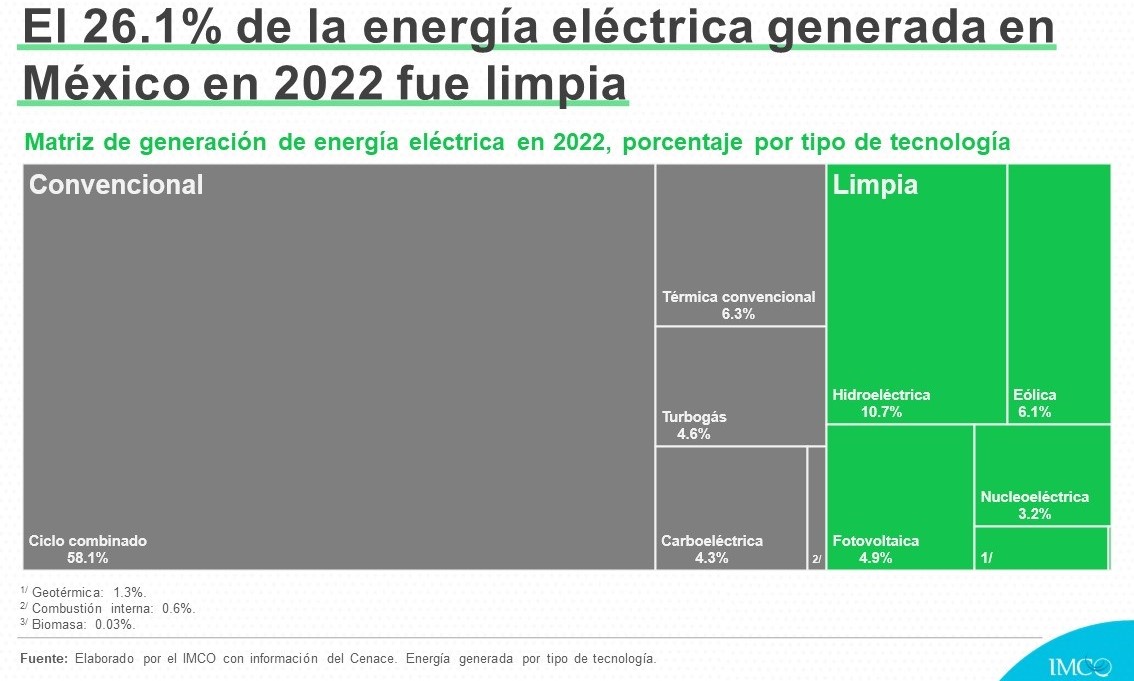 El 26.1% de la energía eléctrica generada en
México en 2022 fue limpia
Matriz de generación de energía eléctrica en 2022, porcentaje por tipo de tecnología
Convencional
Ciclo combinado
58.1%
Térmica convencional
6.3%
Turbogás
4.6%
Carboeléctrica
4.3%
2/
Limpia
Hidroeléctrica
10.7%
Eólica
6.1%
Fotovoltaica
4.9%
Nucleoeléctrica
3.2%
1/
1/ Geotérmica: 1.3%.
2/ Combustión interna: 0.6%.
3/ Biomasa: 0.03%.
Fuente: Elaborado por el IMCO con información del Cenace. Energía generada por tipo de tecnología.
IMCO